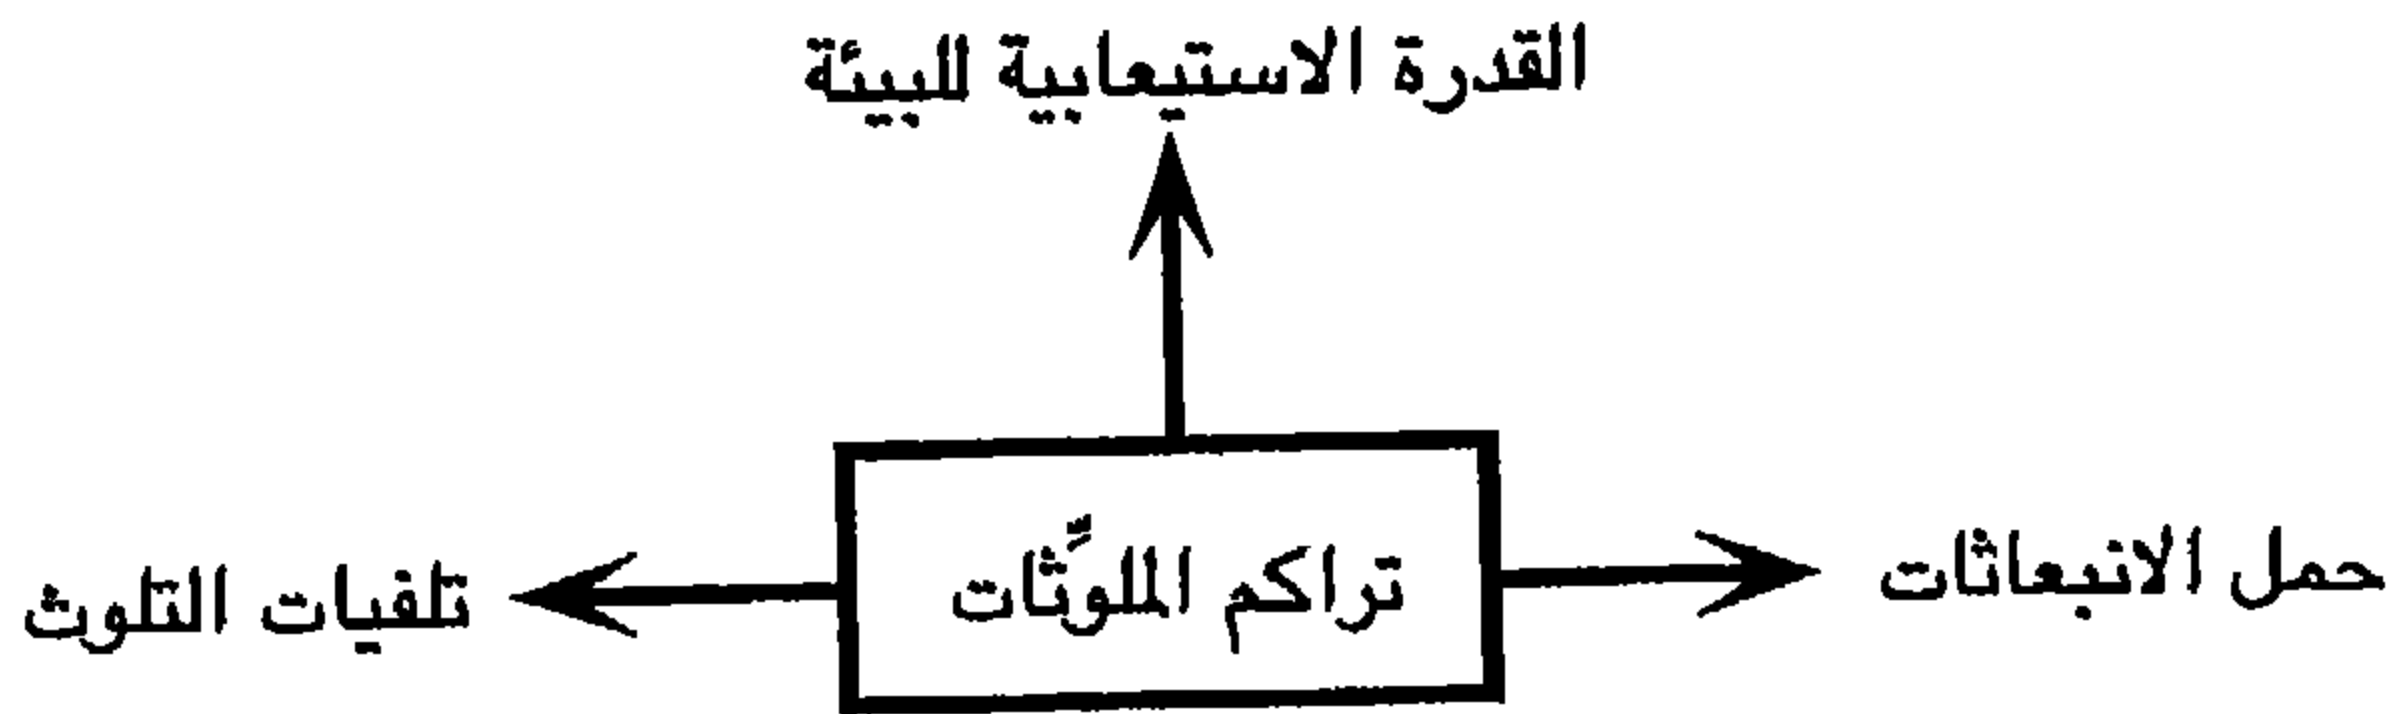 القدرة الاستيعابية للبيئة
حمل الانبعاثات
تراكم الملوِّثات
تلفيات التلوث